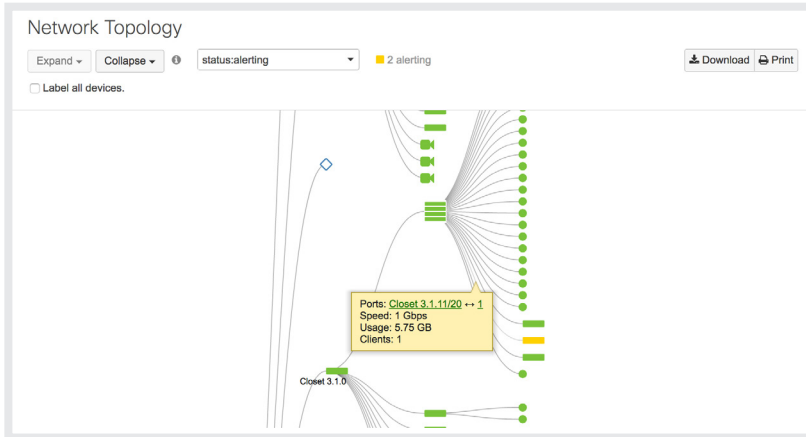 Network Topology
Expand Collapse status:alerting 2 alerting Download Print
Label all devices.
Ports: Closet 3.1.11/20 ↔ 1
Speed: 1 Gbps
Usage: 5.75 GB
Clients: 1
Closet 3.1.0